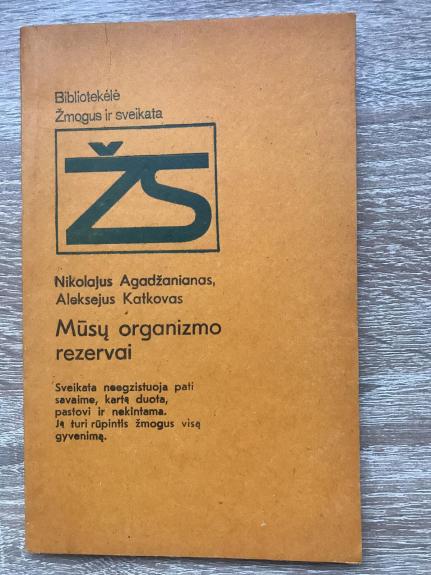 Bibliotekėlė
Žmogus ir sveikata
ŽS
Nikolajus Agadžanianas,
Aleksejus Katkovas
Mūsų organizmo
rezervai
Sveikata neegzistuoja pati
savaime, kartą duota,
pastovi ir nekintama.
Ją turi rūpintis žmogus visą
gyvenimą.